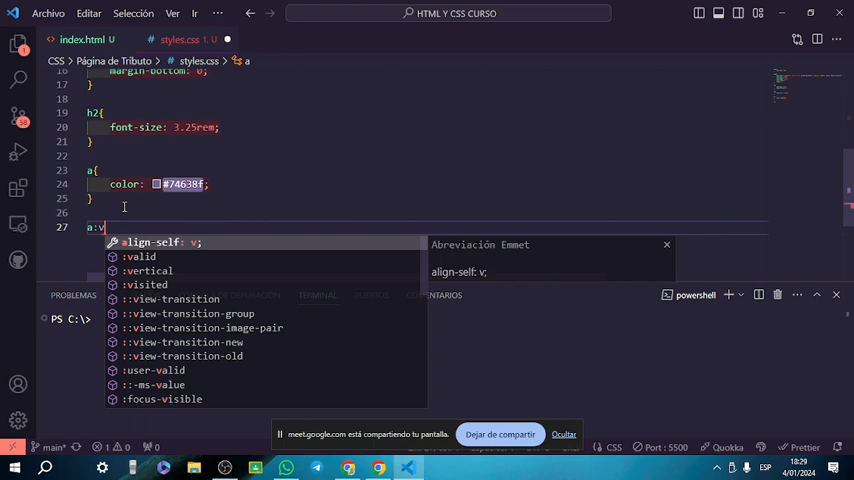 Archivo Editar Selección Ver Ir ··· HTML Y CSS CURSO
index.html U styles.css 1, U
CSS > Página de Tributo > styles.css > a
16 margin-bottom: 0;
17 }
18
19 h2{
20 font-size: 3.25rem;
21 }
22
23 a{
24 color: #74638f;
25 }
26
27 a:v
align-self: v; Abreviación Emmet
:valid
:vertical align-self: v;
:visited
::view-transition
::view-transition-group
::view-transition-image-pair
::view-transition-new
::view-transition-old
:user-valid
::-ms-value
:focus-visible
PROBLEMAS TERMINAL PUERTOS COMENTARIOS powershell
PS C:\>
meet.google.com está compartiendo tu pantalla. Dejar de compartir Ocultar
main* 1 0 0 CSS Port : 5500 Quokka Prettier
ESP 18:29
4/01/2024